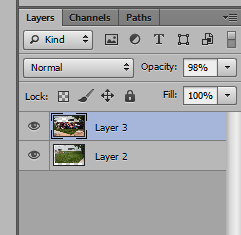 Layers Channels Paths
Kind T
Normal Opacity: 98%
Lock: Fill: 100%
Layer 3
Layer 2